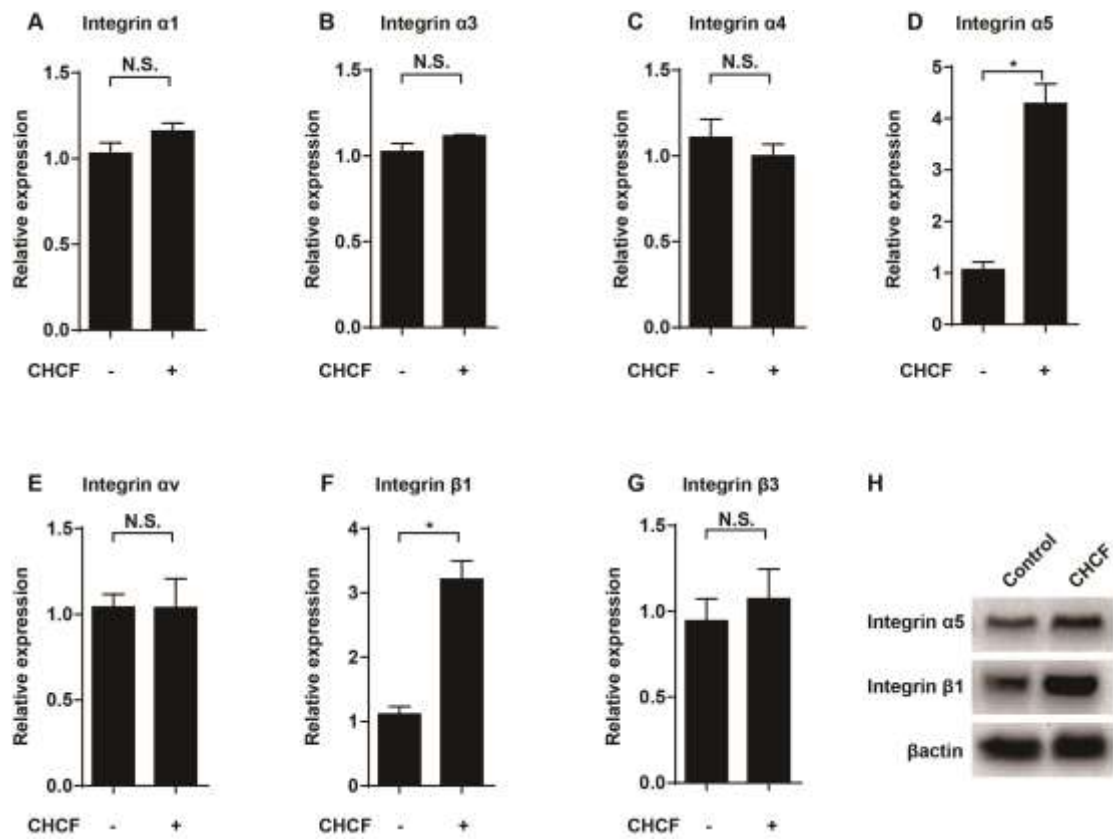 A Integrin α1
N.S.
Relative expression
1.5
1.0
0.5
0.0
CHCF - +
B Integrin α3
N.S.
Relative expression
1.5
1.0
0.5
0.0
CHCF - +
C Integrin α4
N.S.
Relative expression
1.5
1.0
0.5
0.0
CHCF - +
D Integrin α5
*
Relative expression
5
4
3
2
1
0
CHCF - +
E Integrin αv
N.S.
Relative expression
1.5
1.0
0.5
0.0
CHCF - +
F Integrin β1
*
Relative expression
4
3
2
1
0
CHCF - +
G Integrin β3
N.S.
Relative expression
1.5
1.0
0.5
0.0
CHCF - +
H
Control CHCF
Integrin α5
Integrin β1
βactin